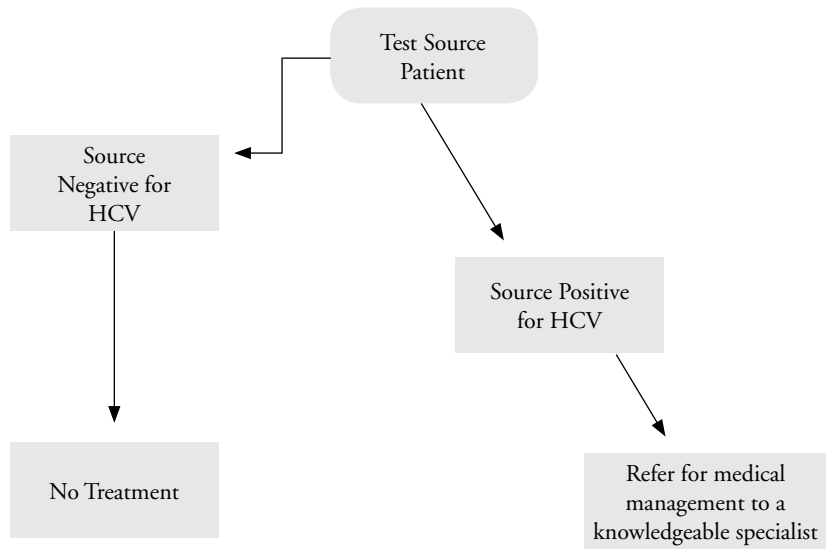 Test Source
Patient
Source
Negative for
HCV
Source Positive
for HCV
No Treatment
Refer for medical
management to a
knowledgeable specialist